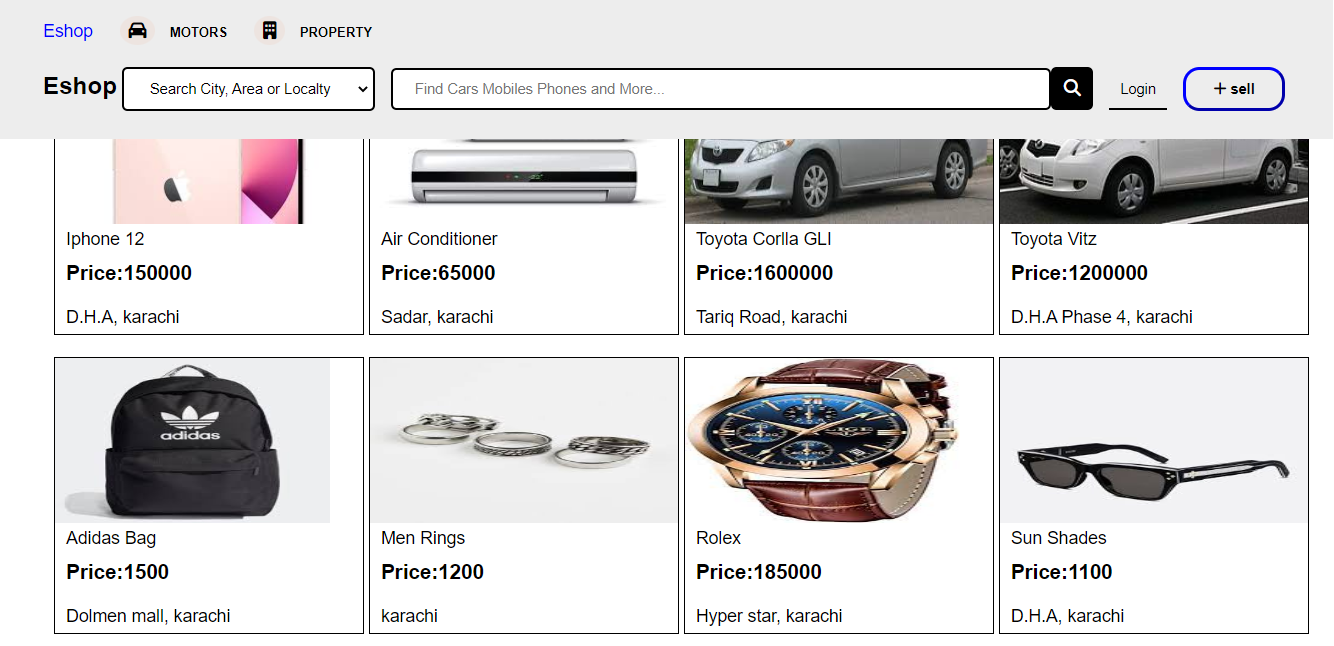 Eshop MOTORS PROPERTY
Eshop Search City, Area or Localty Find Cars Mobiles Phones and More... Login + sell
Iphone 12 Air Conditioner Toyota Corlla GLI Toyota Vitz
Price:150000 Price:65000 Price:1600000 Price:1200000
D.H.A, karachi Sadar, karachi Tariq Road, karachi D.H.A Phase 4, karachi
adidas
Adidas Bag Men Rings Rolex Sun Shades
Price:1500 Price:1200 Price:185000 Price:1100
Dolmen mall, karachi karachi Hyper star, karachi D.H.A, karachi